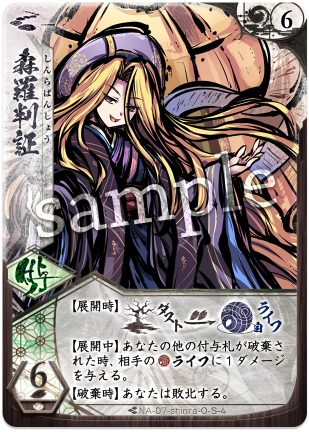 6
森羅判証
しんらばんしょう
sample
付与
6
【展開時】 ダスト 自ライフ
【展開中】あなたの他の付与札が破棄さ
れた時、相手のライフに1ダメージ
を与える。
【破棄時】あなたは敗北する。
NA-07-shinra-O-S-4